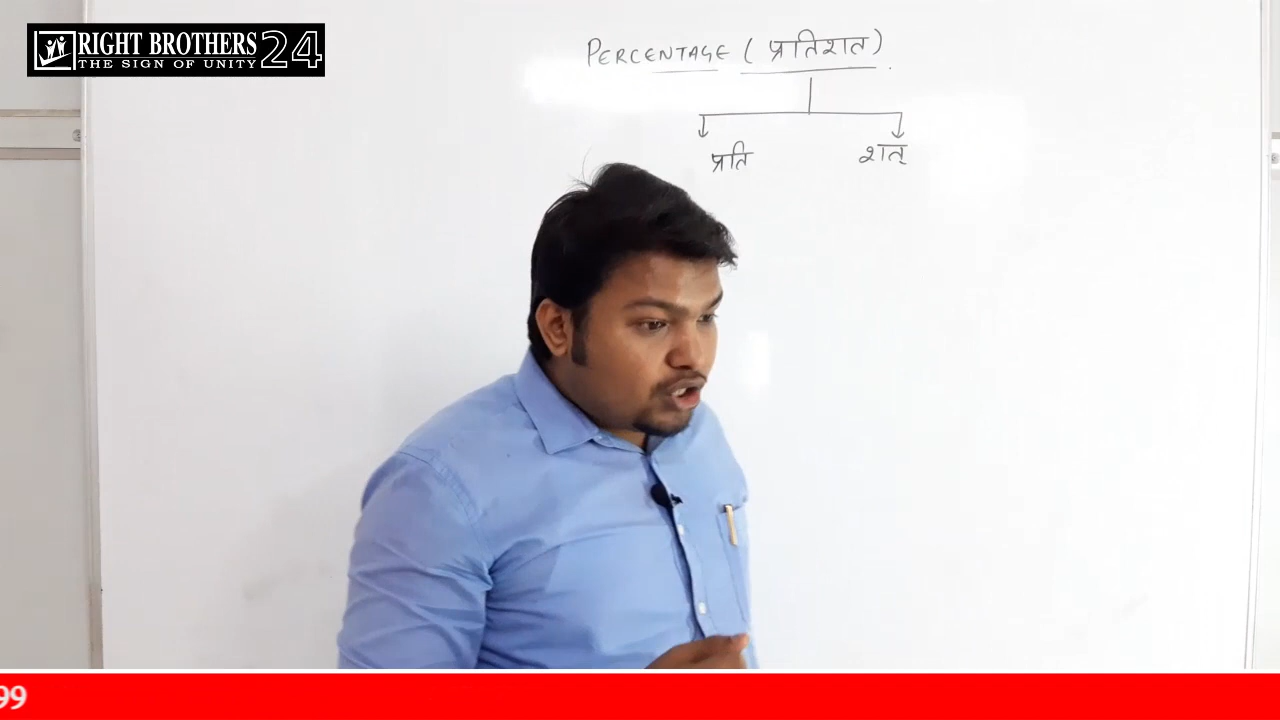 RIGHT BROTHERS 24
THE SIGN OF UNITY
PERCENTAGE ( प्रतिशत )
प्रति शत्
99